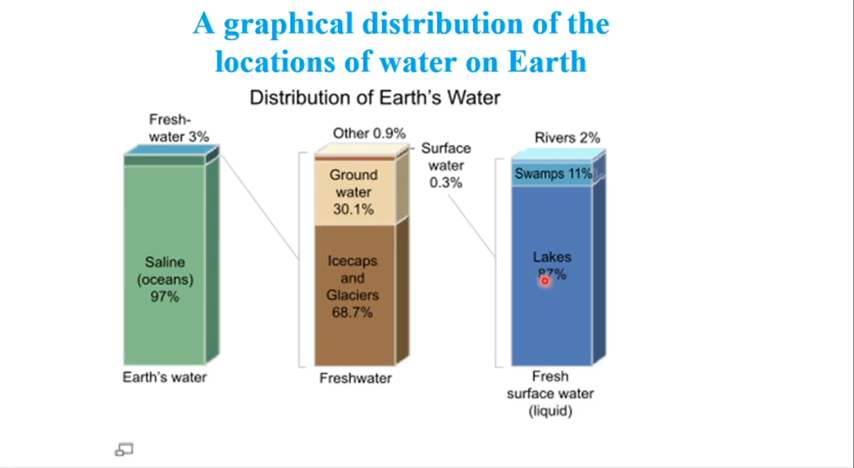 A graphical distribution of the
locations of water on Earth
Distribution of Earth's Water
Fresh-
water 3%
Saline
(oceans)
97%
Earth's water
Other 0.9%
Ground
water
30.1%
Icecaps
and
Glaciers
68.7%
Freshwater
Surface
water
0.3%
Rivers 2%
Swamps 11%
Lakes
87%
Fresh
surface water
(liquid)